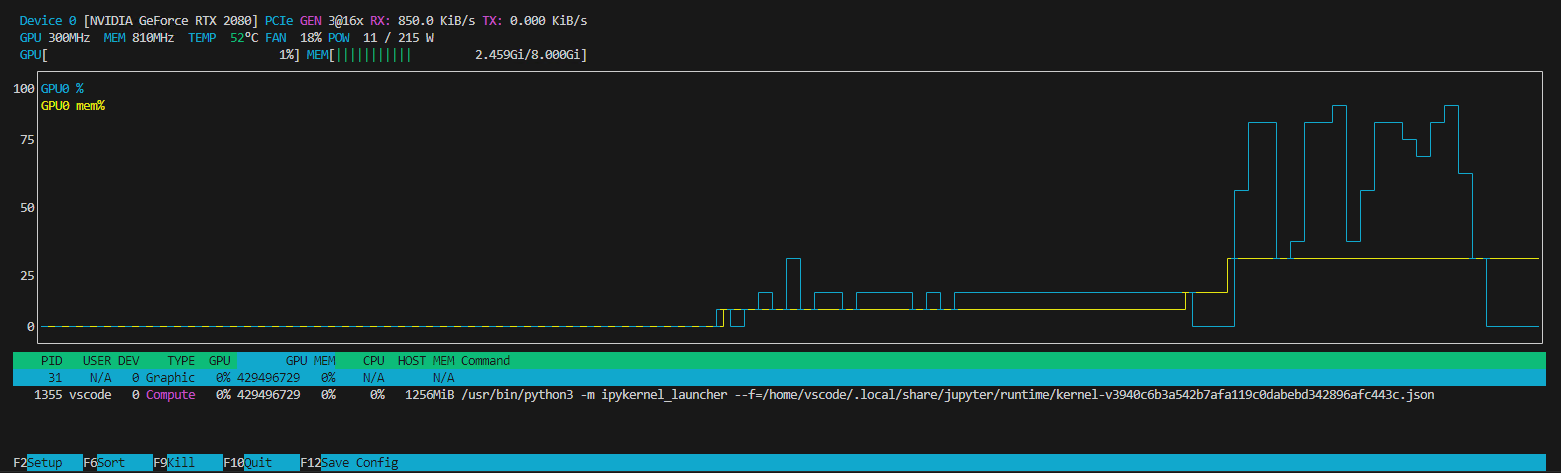 Device 0 [NVIDIA GeForce RTX 2080] PCIe GEN 3@16x RX: 850.0 KiB/s TX: 0.000 KiB/s
GPU 300MHz MEM 810MHz TEMP 52°C FAN 18% POW 11 / 215 W
GPU[ 1%] MEM[||||||||||| 2.459Gi/8.000Gi]
100 GPU0 %
GPU0 mem%
75
50
25
0
PID USER DEV TYPE GPU GPU MEM CPU HOST MEM Command
31 N/A 0 Graphic 0% 429496729 0% N/A N/A
1355 vscode 0 Compute 0% 429496729 0% 0% 1256MiB /usr/bin/python3 -m ipykernel_launcher --f=/home/vscode/.local/share/jupyter/runtime/kernel-v3940c6b3a542b7afa119c0dabebd342896afc443c.json
F2Setup F6Sort F9Kill F10Quit F12Save Config